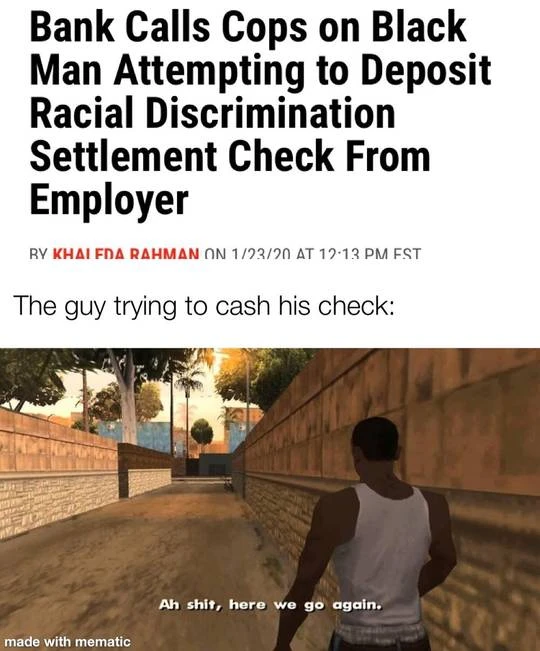 Bank Calls Cops on Black
Man Attempting to Deposit
Racial Discrimination
Settlement Check From
Employer
BY KHALEDA RAHMAN ON 1/23/20 AT 12:13 PM EST
The guy trying to cash his check:
Ah shit, here we go again.
made with mematic